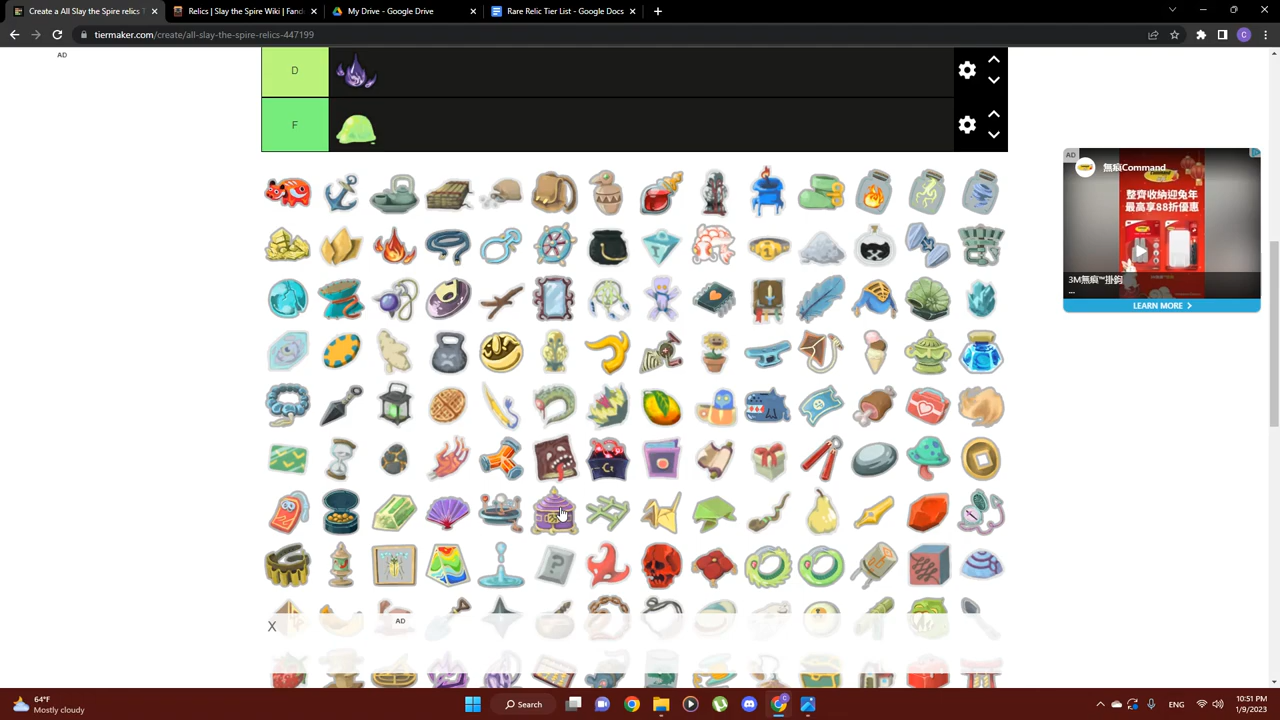 Create a All Slay the Spire relics T
Relics | Slay the Spire Wiki | Fand
My Drive - Google Drive
Rare Relic Tier List - Google Docs
tiermaker.com/create/all-slay-the-spire-relics-447199
C
AD
D
F
AD
無痕Command
整齊收納迎兔年
最高享88折優惠
3M無痕™掛鉤
...
LEARN MORE
X
AD
64°F
Mostly cloudy
Search
ENG
10:51 PM
1/9/2023